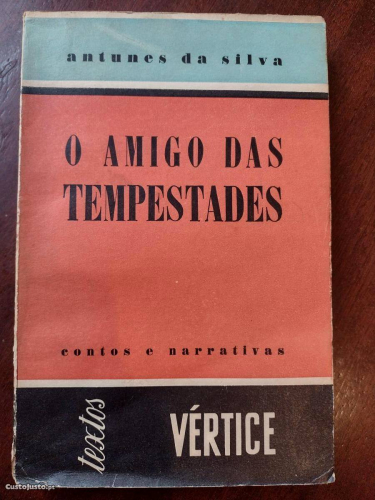 antunes da silva
O AMIGO DAS
TEMPESTADES
contos e narrativas
textos
VÉRTICE
CustoJusto.pt